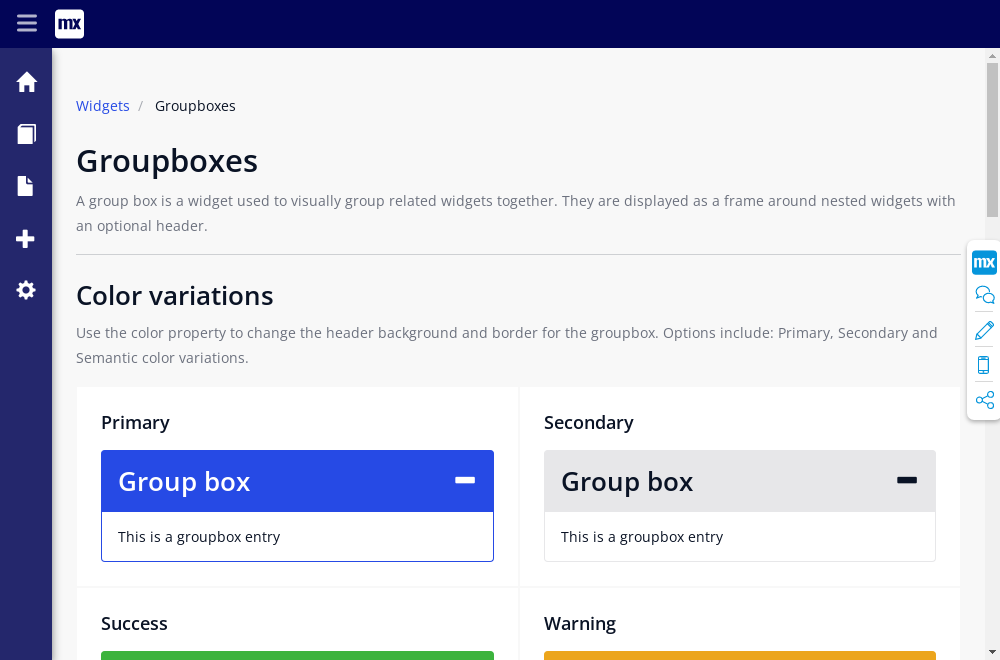 mx
Widgets / Groupboxes
Groupboxes
A group box is a widget used to visually group related widgets together. They are displayed as a frame around nested widgets with
an optional header.
Color variations
Use the color property to change the header background and border for the groupbox. Options include: Primary, Secondary and
Semantic color variations.
mx
Primary
Secondary
Group box
Group box
This is a groupbox entry
This is a groupbox entry
Success
Warning